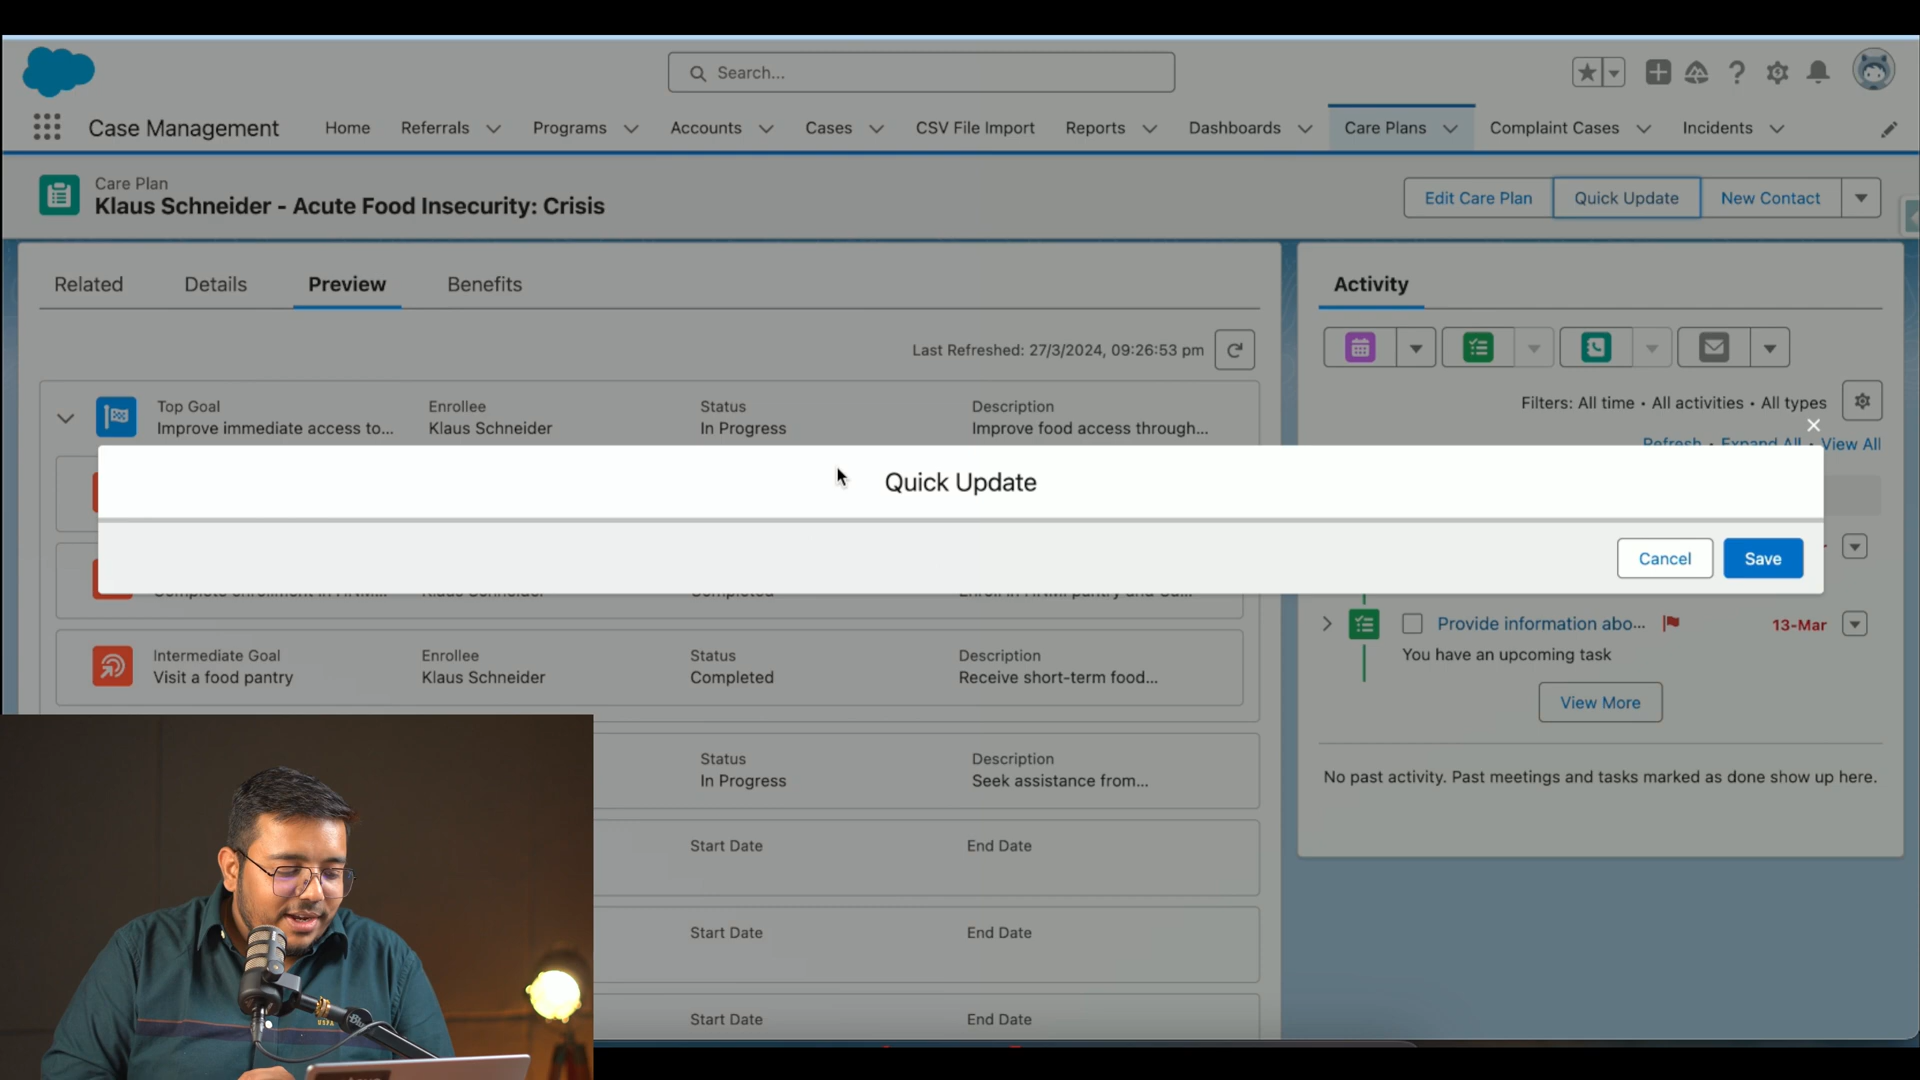 Search...
Case Management
Home
Referrals
Programs
Accounts
Cases
CSV File Import
Reports
Dashboards
Care Plans
Complaint Cases
Incidents
Care Plan
Klaus Schneider - Acute Food Insecurity: Crisis
Edit Care Plan
Quick Update
New Contact
Related
Details
Preview
Benefits
Last Refreshed: 27/3/2024, 09:26:53 pm
Top Goal
Improve immediate access to...
Enrollee
Klaus Schneider
Status
In Progress
Description
Improve food access through...
Activity
Filters: All time • All activities • All types
Refresh • Expand All • View All
Quick Update
Cancel
Save
Intermediate Goal
Visit a food pantry
Enrollee
Klaus Schneider
Status
Completed
Description
Receive short-term food...
Status
In Progress
Description
Seek assistance from...
Start Date
End Date
Start Date
End Date
Start Date
End Date
Provide information abo...
13-Mar
You have an upcoming task
View More
No past activity. Past meetings and tasks marked as done show up here.